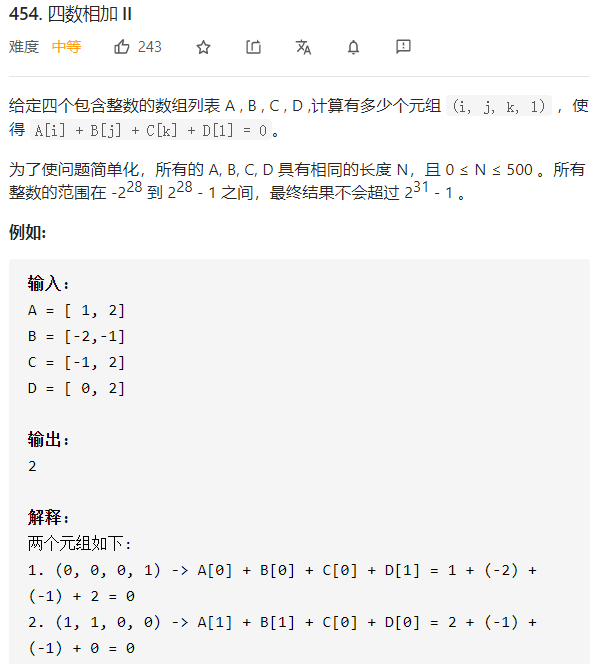 454. 四数相加 II
难度 中等 243
给定四个包含整数的数组列表 A , B , C , D ,计算有多少个元组 (i, j, k, l) ，使
得 A[i] + B[j] + C[k] + D[l] = 0。
为了使问题简单化，所有的 A, B, C, D 具有相同的长度 N，且 0 ≤ N ≤ 500 。所有
整数的范围在 -2²⁸ 到 2²⁸ - 1 之间，最终结果不会超过 2³¹ - 1 。
例如:
输入：
A = [ 1, 2]
B = [-2,-1]
C = [-1, 2]
D = [ 0, 2]
输出：
2
解释：
两个元组如下：
1. (0, 0, 0, 1) -> A[0] + B[0] + C[0] + D[1] = 1 + (-2) +
(-1) + 2 = 0
2. (1, 1, 0, 0) -> A[1] + B[1] + C[0] + D[0] = 2 + (-1) +
(-1) + 0 = 0